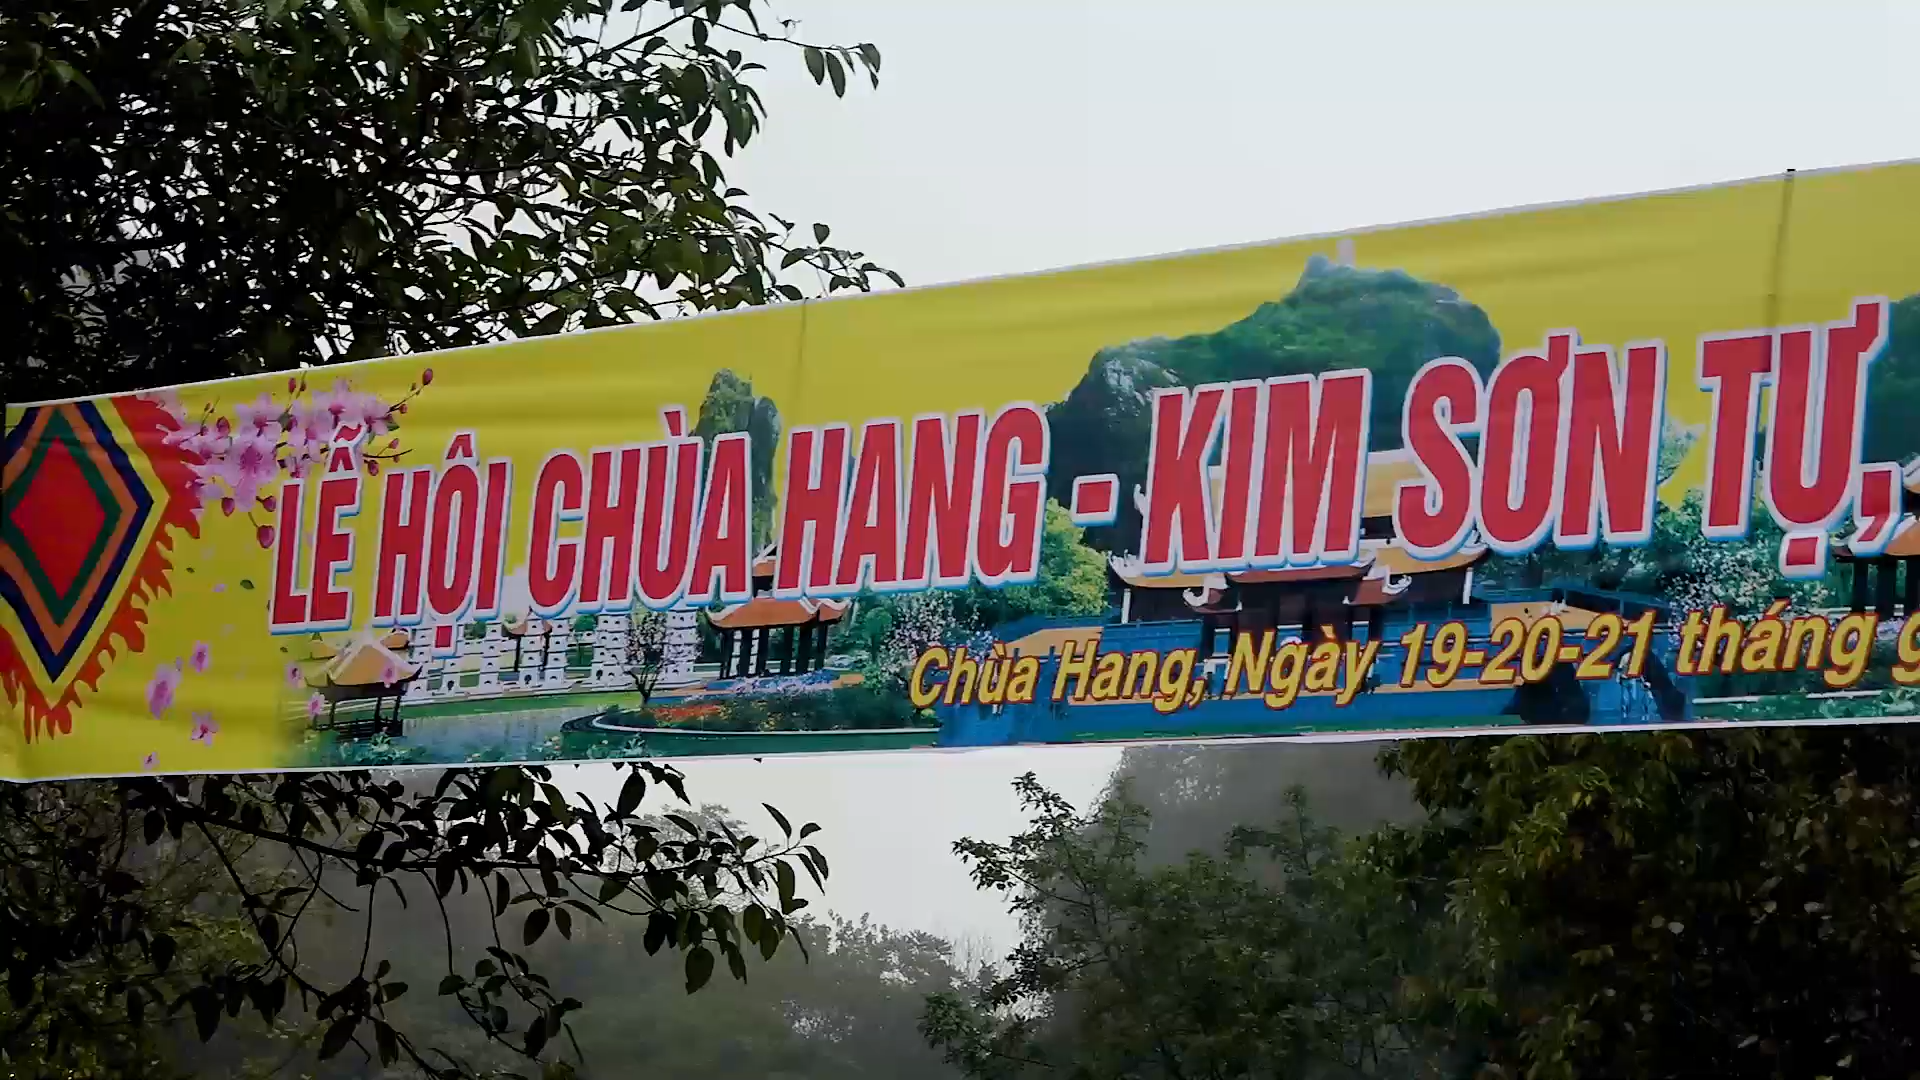 LỄ HỘI CHÙA HANG - KIM SƠN TỰ,
Chùa Hang, Ngày 19-20-21 tháng